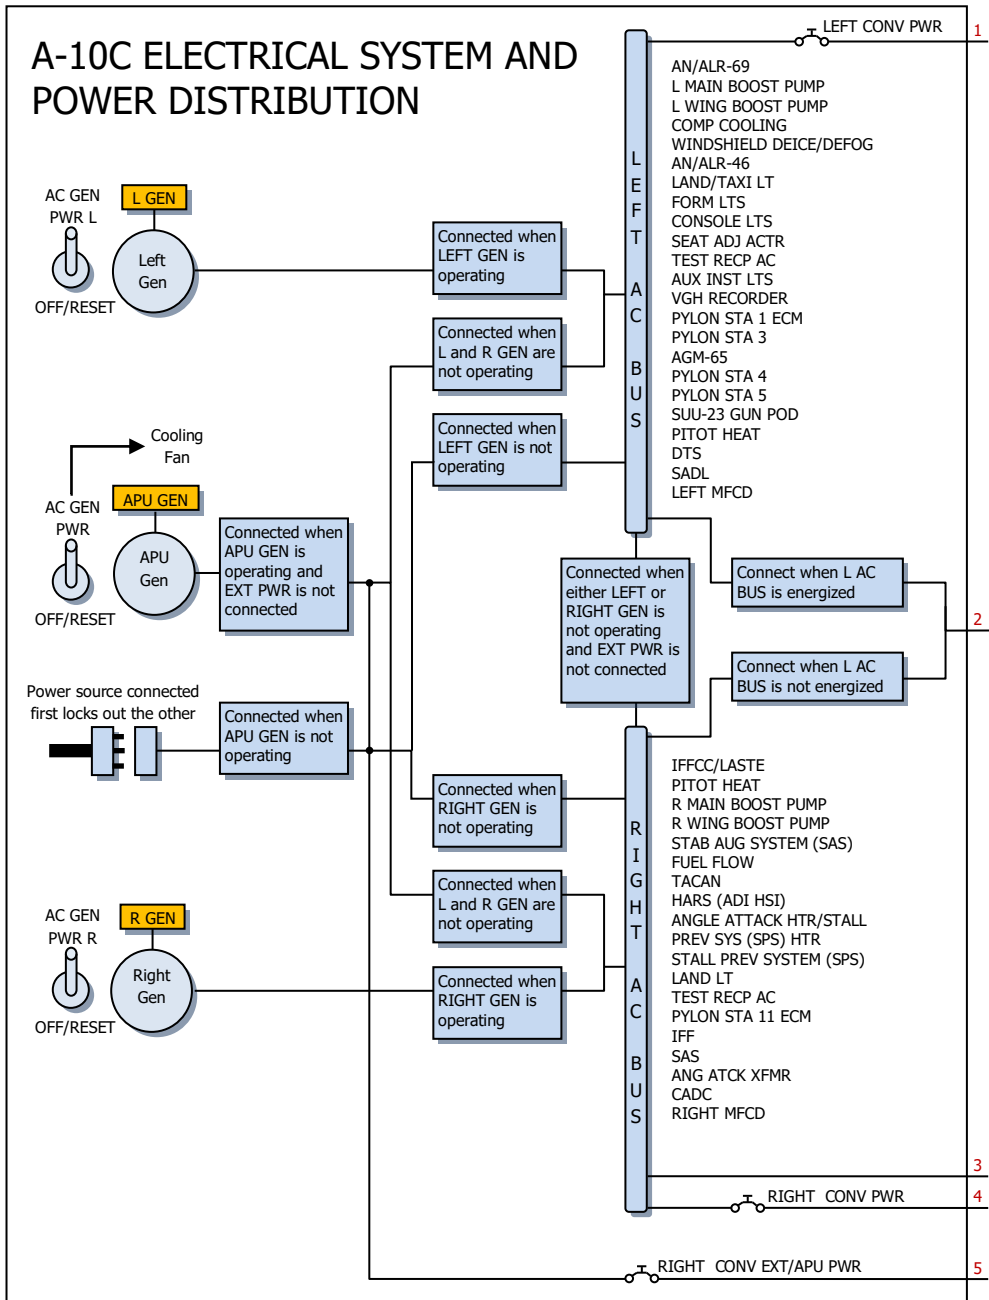 A-10C ELECTRICAL SYSTEM AND
POWER DISTRIBUTION
LEFT CONV PWR
1
AN/ALR-69
L MAIN BOOST PUMP
L WING BOOST PUMP
COMP COOLING
WINDSHIELD DEICE/DEFOG
AN/ALR-46
LAND/TAXI LT
FORM LTS
CONSOLE LTS
SEAT ADJ ACTR
TEST RECP AC
AUX INST LTS
VGH RECORDER
PYLON STA 1 ECM
PYLON STA 3
AGM-65
PYLON STA 4
PYLON STA 5
SUU-23 GUN POD
PITOT HEAT
DTS
SADL
LEFT MFCD
LEFT AC BUS
AC GEN
PWR L
OFF/RESET
L GEN
Left
Gen
Connected when
LEFT GEN is
operating
Connected when
L and R GEN are
not operating
Connected when
LEFT GEN is not
operating
Cooling
Fan
AC GEN
PWR
OFF/RESET
APU GEN
APU
Gen
Connected when
APU GEN is
operating and
EXT PWR is not
connected
Connected when
either LEFT or
RIGHT GEN is
not operating
and EXT PWR is
not connected
Connect when L AC
BUS is energized
2
Connect when L AC
BUS is not energized
Power source connected
first locks out the other
Connected when
APU GEN is not
operating
Connected when
RIGHT GEN is
not operating
Connected when
L and R GEN are
not operating
Connected when
RIGHT GEN is
operating
AC GEN
PWR R
OFF/RESET
R GEN
Right
Gen
RIGHT AC BUS
IFFCC/LASTE
PITOT HEAT
R MAIN BOOST PUMP
R WING BOOST PUMP
STAB AUG SYSTEM (SAS)
FUEL FLOW
TACAN
HARS (ADI HSI)
ANGLE ATTACK HTR/STALL
PREV SYS (SPS) HTR
STALL PREV SYSTEM (SPS)
LAND LT
TEST RECP AC
PYLON STA 11 ECM
IFF
SAS
ANG ATCK XFMR
CADC
RIGHT MFCD
3
RIGHT CONV PWR
4
RIGHT CONV EXT/APU PWR
5